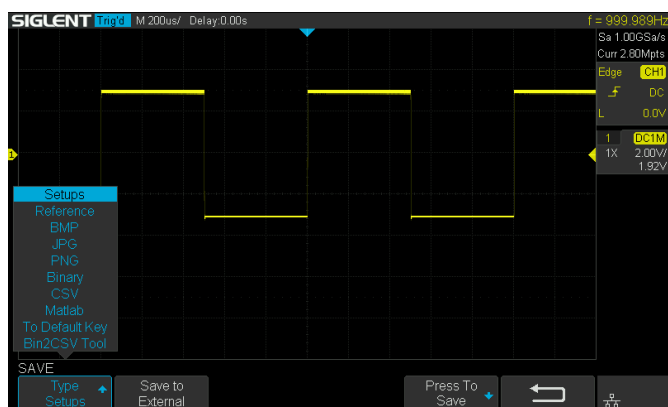 SIGLENT Trig'd M 200us/ Delay:0.00s f = 999.989Hz
Sa 1.00GSa/s
Curr 2.80Mpts
Edge CH1
DC
L 0.0V
1 DC1M
1X 2.00V/
1.92V
1
Setups
Reference
BMP
JPG
PNG
Binary
CSV
Matlab
To Default Key
Bin2CSV Tool
SAVE
Type
Setups
Save to
External
Press To
Save